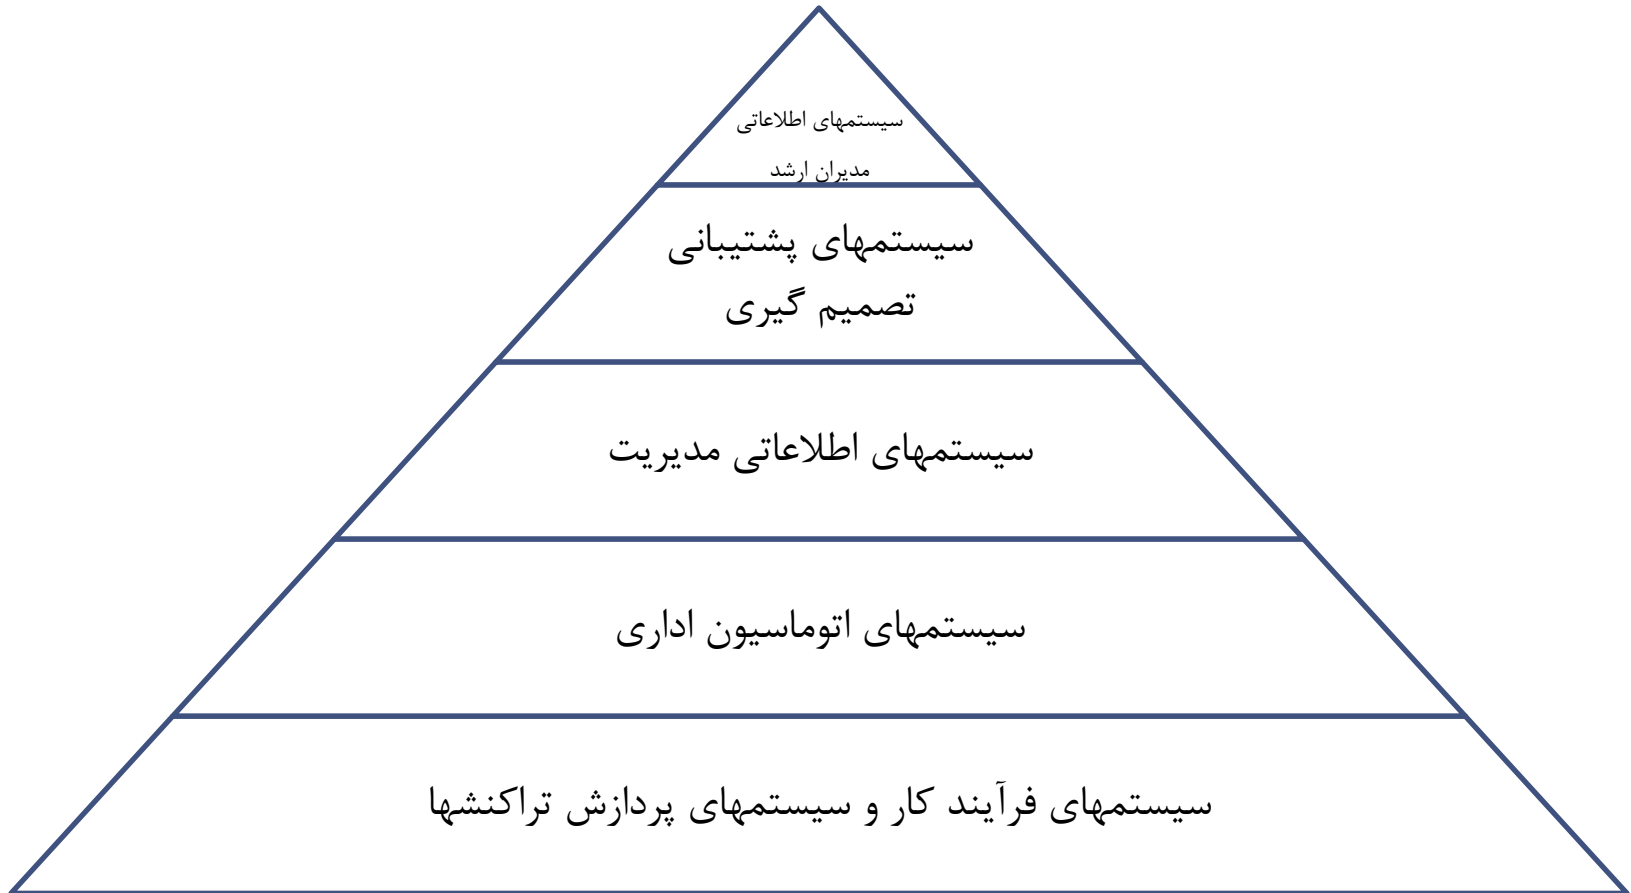 سیستمهای اطلاعاتی
مدیران ارشد
سیستمهای پشتیبانی
تصمیم گیری
سیستمهای اطلاعاتی مدیریت
سیستمهای اتوماسیون اداری
سیستمهای فرآیند کار و سیستمهای پردازش تراکنشها